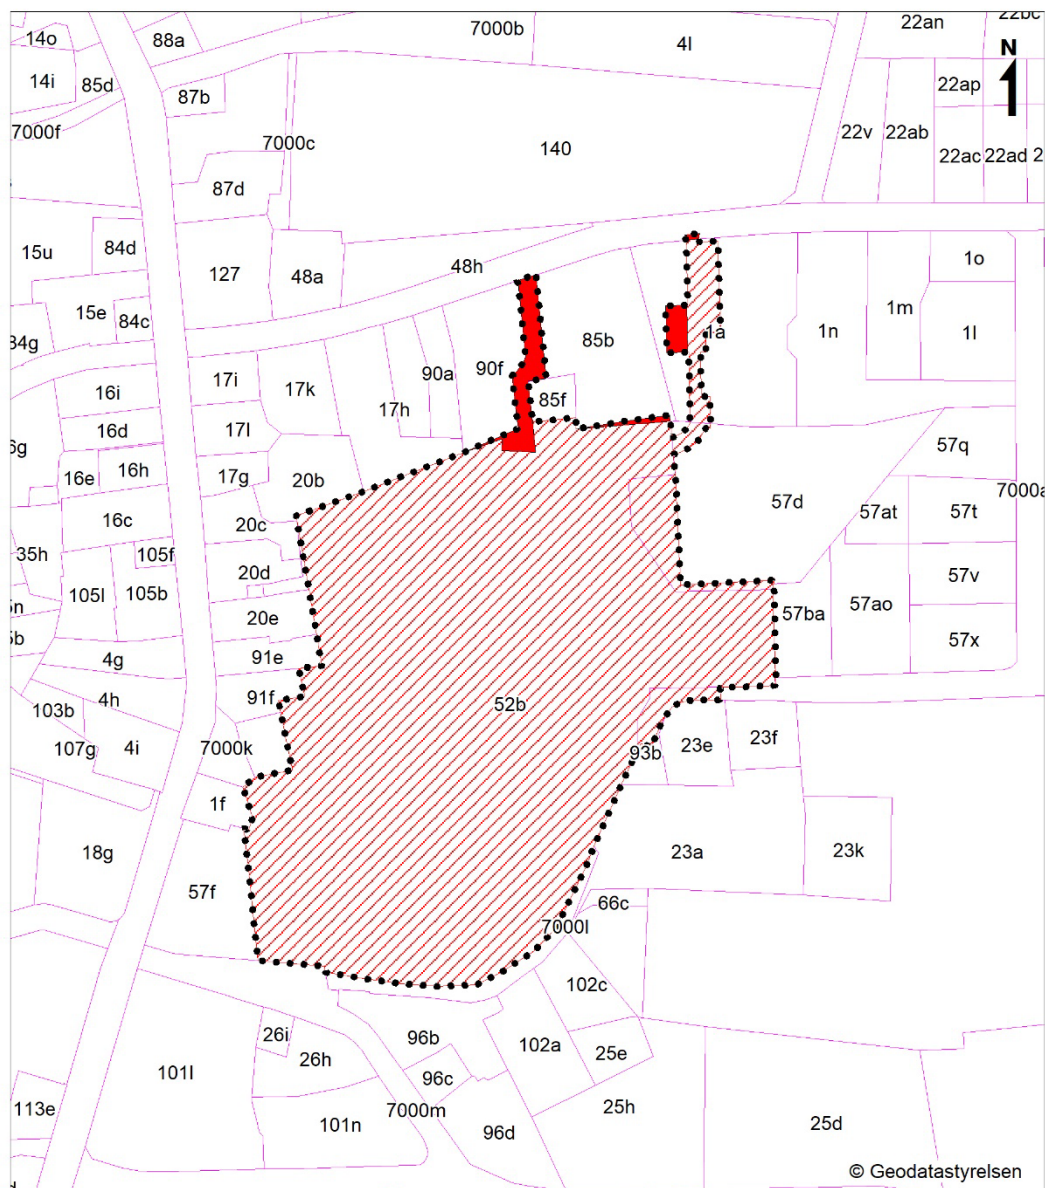 14o
88a
7000b
4l
22an
22bc
N
14i
85d
87b
22ap
7000f
7000c
140
22v
22ab
22ac
22ad
2
87d
15u
84d
127
48a
48h
1o
15e
84c
34g
85b
1a
1n
1m
1l
16i
17i
17k
90a
90f
17h
85f
16d
17l
6g
16e
16h
17g
20b
57q
7000a
16c
20c
57d
57at
57t
35h
105f
20d
105l
105b
57v
5n
20e
57ba
57ao
5b
4g
91e
57x
4h
91f
52b
103b
107g
4i
7000k
93b
23e
23f
1f
18g
57f
23a
23k
66c
7000l
102c
26i
96b
102a
25e
101l
26h
96c
113e
7000m
25h
101n
96d
25d
© Geodatastyrelsen